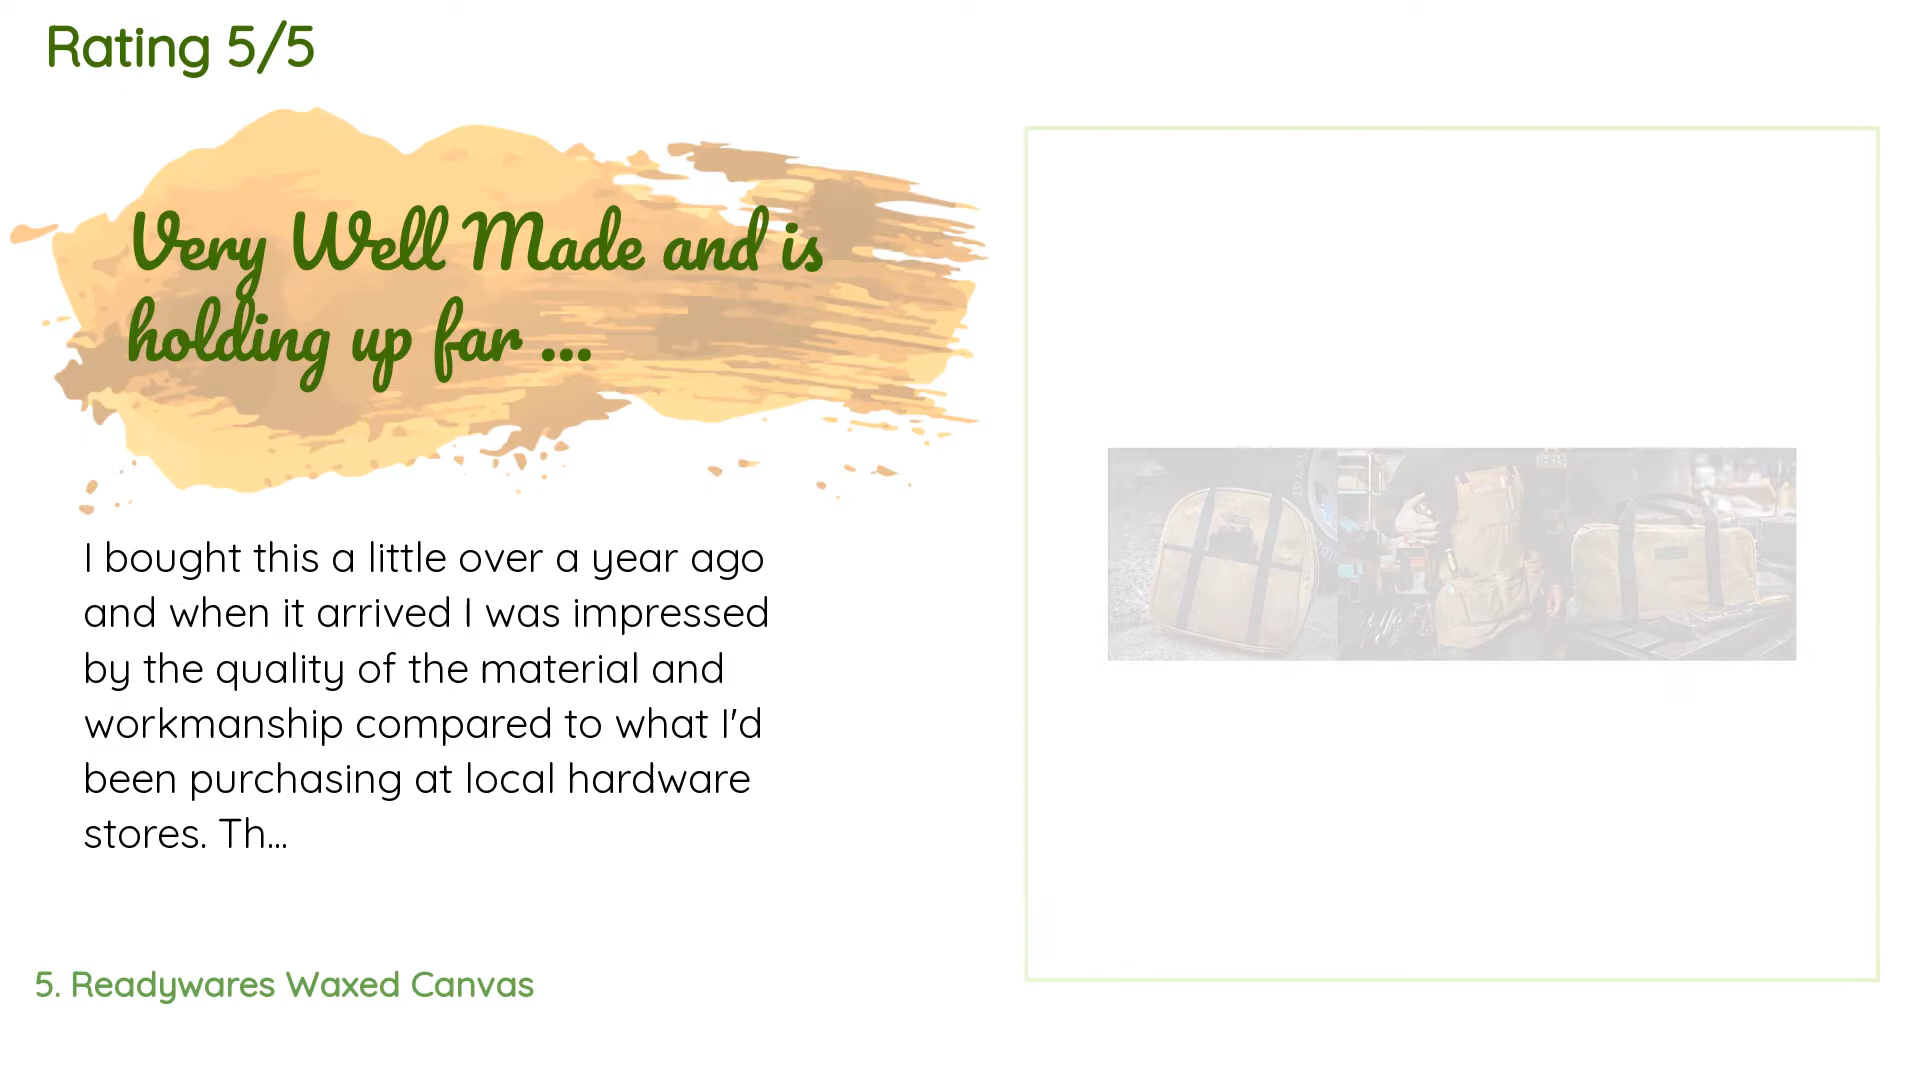 Rating 5/5
Very Well Made and is
holding up far ...
I bought this a little over a year ago
and when it arrived I was impressed
by the quality of the material and
workmanship compared to what I'd
been purchasing at local hardware
stores. Th...
5. Readywares Waxed Canvas